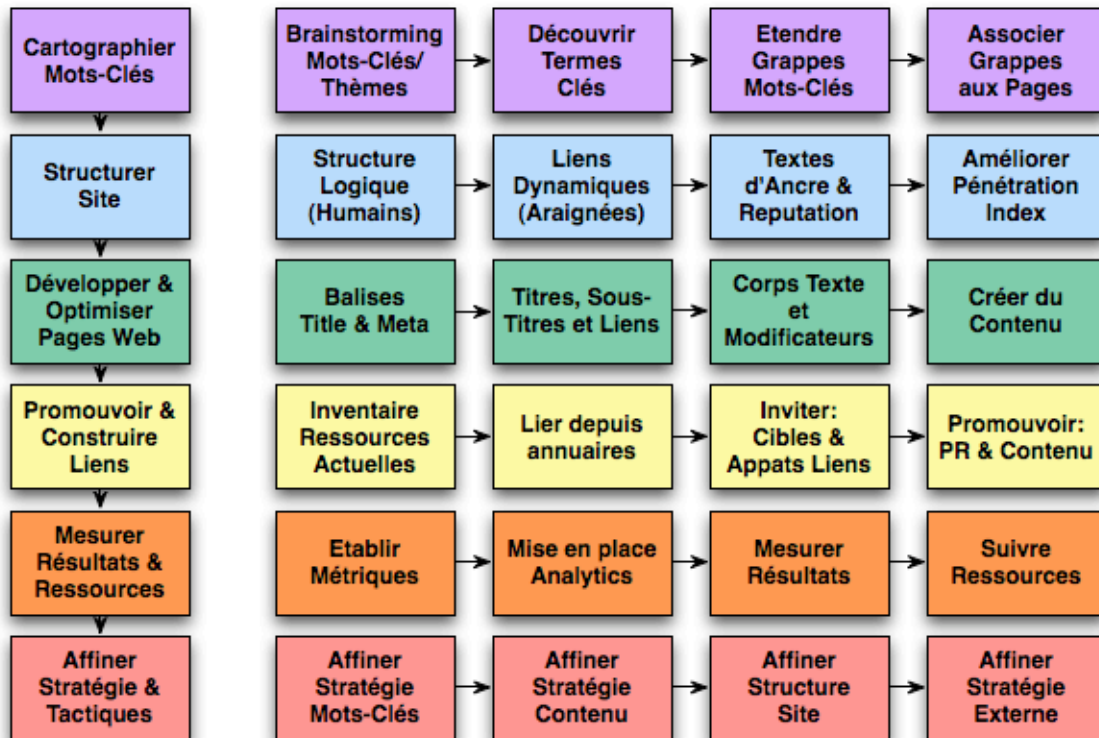 Cartographier
Mots-Clés
Brainstorming
Mots-Clés/
Thèmes
Découvrir
Termes
Clés
Etendre
Grappes
Mots-Clés
Associer
Grappes
aux Pages
Structurer
Site
Structure
Logique
(Humains)
Liens
Dynamiques
(Araignées)
Textes
d'Ancre &
Reputation
Améliorer
Pénétration
Index
Développer &
Optimiser
Pages Web
Balises
Title & Meta
Titres, Sous-
Titres et Liens
Corps Texte
et
Modificateurs
Créer du
Contenu
Promouvoir &
Construire
Liens
Inventaire
Ressources
Actuelles
Lier depuis
annuaires
Inviter:
Cibles &
Appats Liens
Promouvoir:
PR & Contenu
Mesurer
Résultats &
Ressources
Etablir
Métriques
Mise en place
Analytics
Mesurer
Résultats
Suivre
Ressources
Affiner
Stratégie &
Tactiques
Affiner
Stratégie
Mots-Clés
Affiner
Stratégie
Contenu
Affiner
Structure
Site
Affiner
Stratégie
Externe